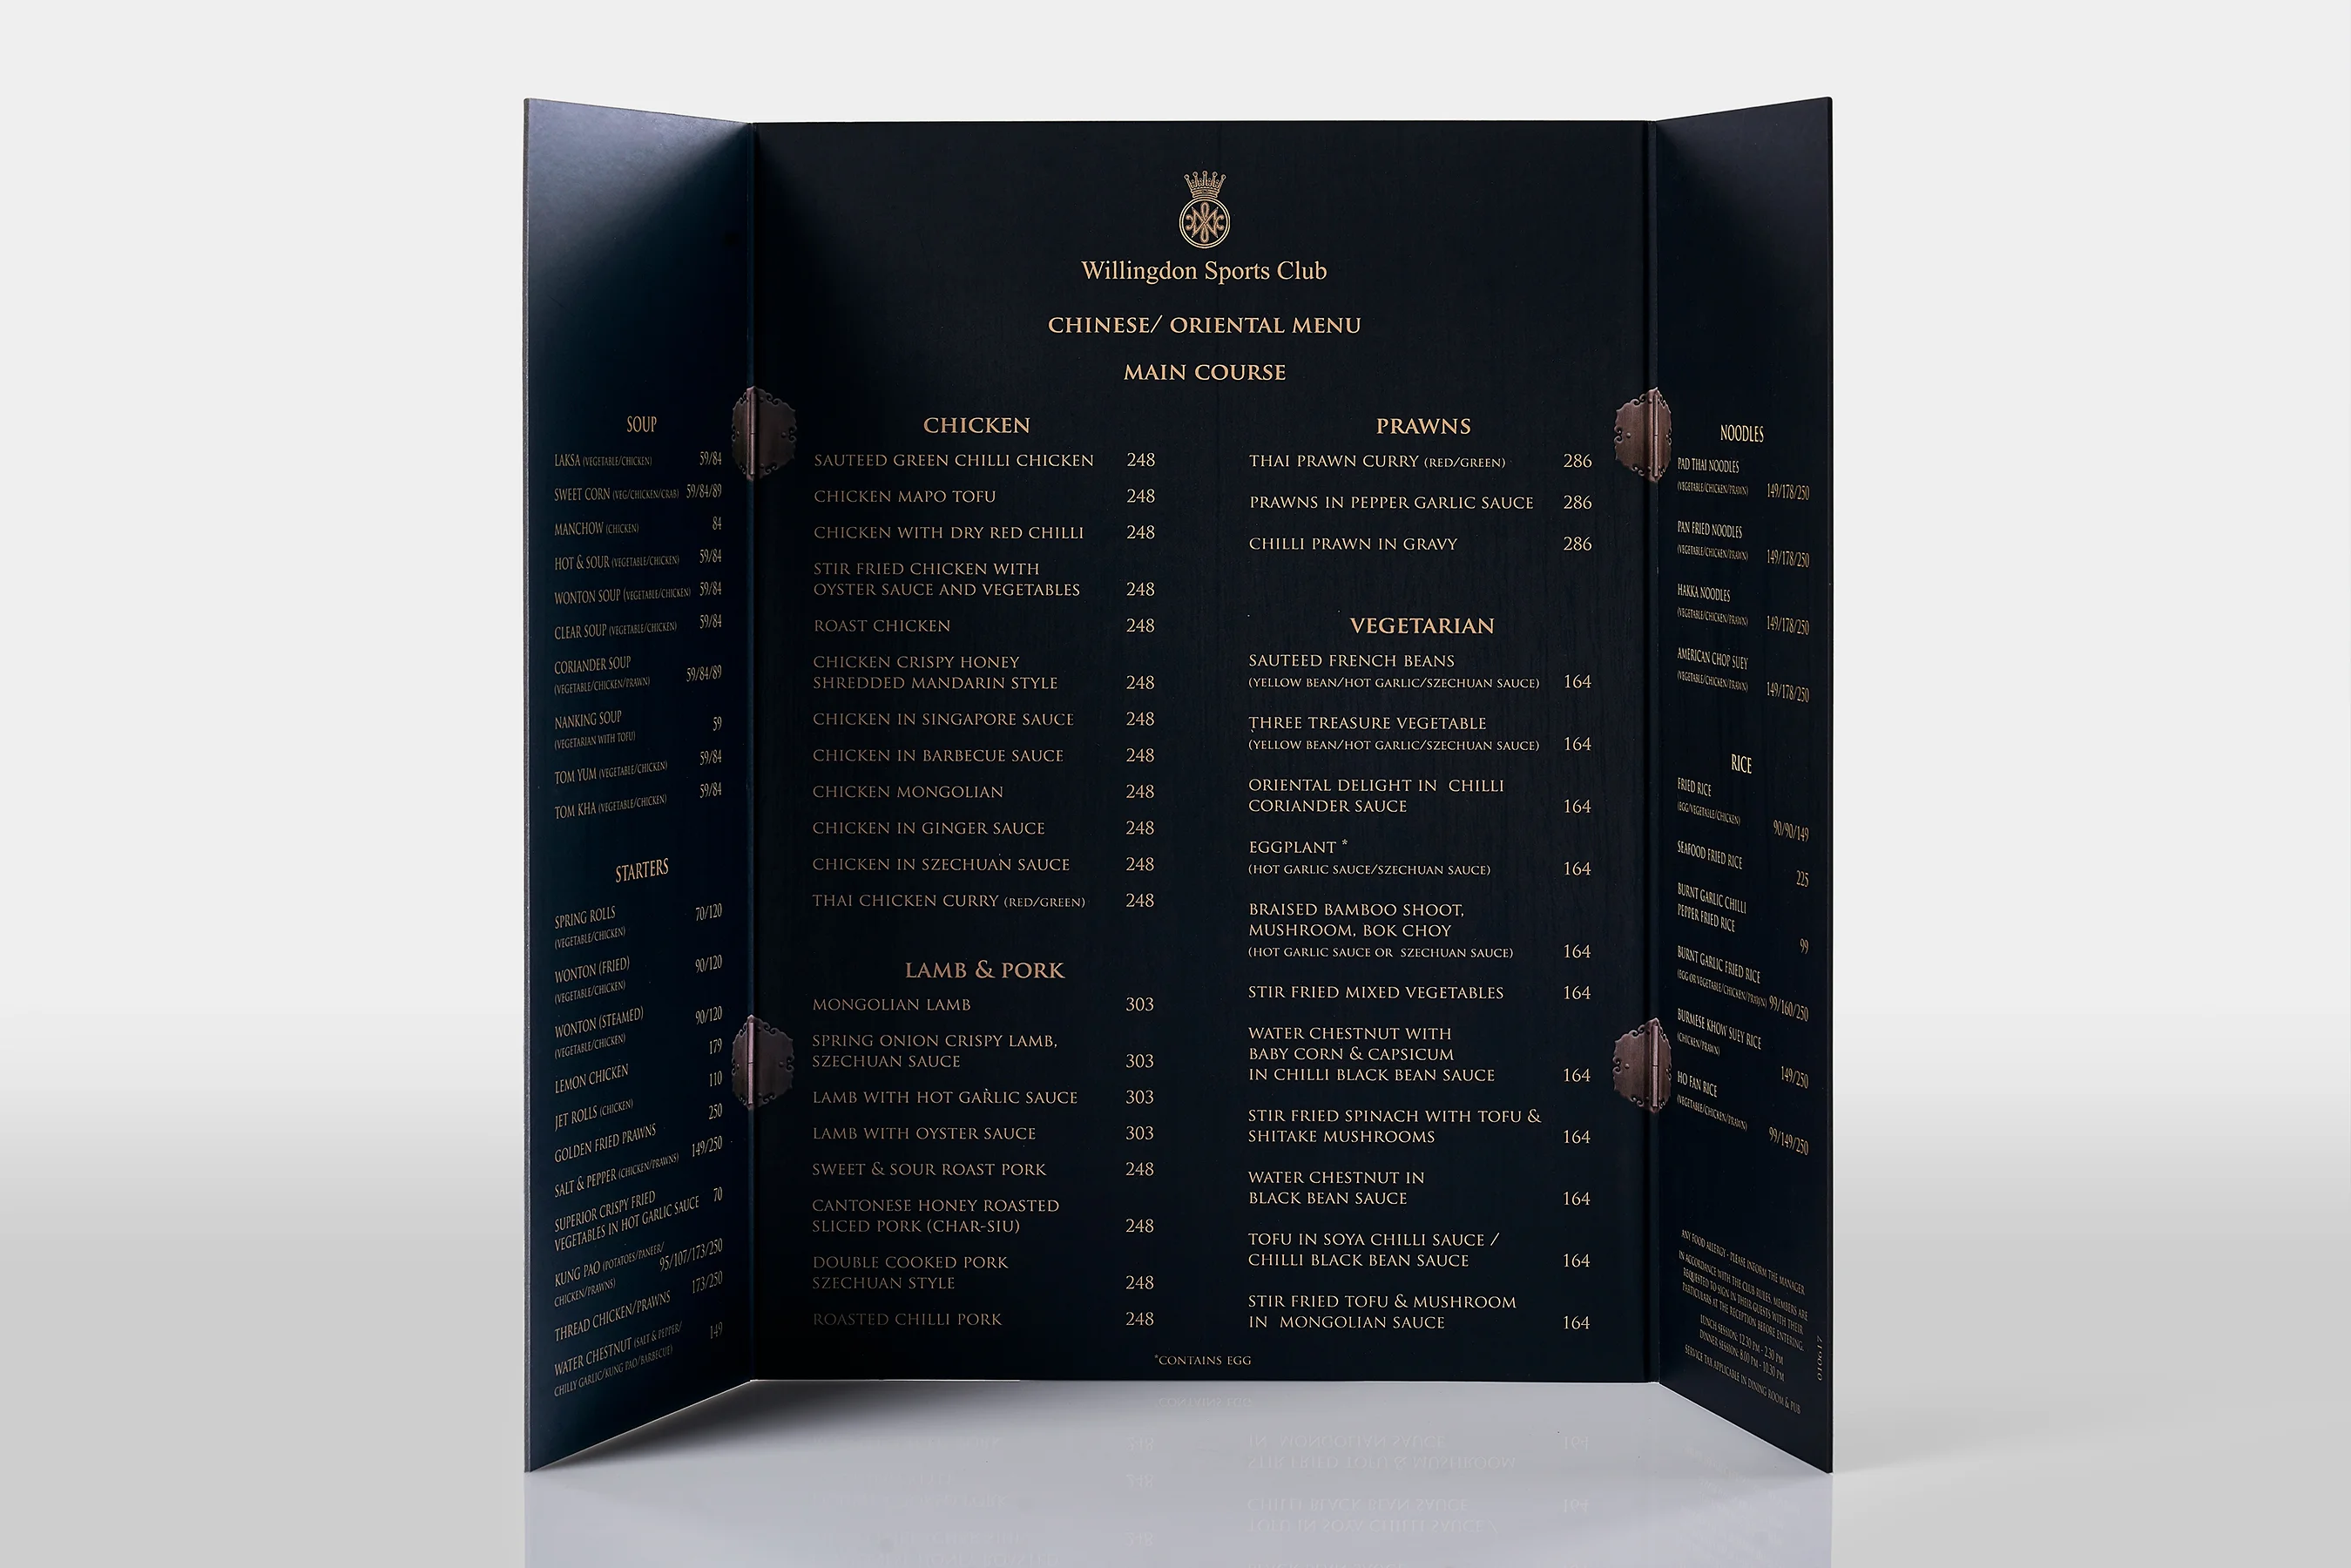 SOUP
LAKSA (VEGETABLE/CHICKEN) 59/84
SWEET CORN (VEG/CHICKEN/CRAB) 59/84/89
MANCHOW (CHICKEN) 84
HOT & SOUR (VEGETABLE/CHICKEN) 59/84
WONTON SOUP (VEGETABLE/CHICKEN) 59/84
CLEAR SOUP (VEGETABLE/CHICKEN) 59/84
CORIANDER SOUP
(VEGETABLE/CHICKEN/PRAWN) 59/84/89
NANKING SOUP 59
(VEGETARIAN WITH TOFU)
TOM YUM (VEGETABLE/CHICKEN) 59/84
TOM KHA (VEGETABLE/CHICKEN) 59/84
STARTERS
SPRING ROLLS 70/120
(VEGETABLE/CHICKEN)
WONTON (FRIED) 90/120
(VEGETABLE/CHICKEN)
WONTON (STEAMED) 90/120
(VEGETABLE/CHICKEN)
LEMON CHICKEN 179
JET ROLLS (CHICKEN) 110
GOLDEN FRIED PRAWNS 250
SALT & PEPPER (CHICKEN/PRAWNS) 149/250
SUPERIOR CRISPY FRIED
VEGETABLES IN HOT GARLIC SAUCE 70
KUNG PAO (POTATOES/PANEER/
CHICKEN/PRAWNS) 95/107/173/250
THREAD CHICKEN/PRAWNS 173/250
WATER CHESTNUT (SALT & PEPPER/ 149
CHILLY GARLIC/KUNG PAO/BARBECUE)
Willingdon Sports Club
CHINESE/ ORIENTAL MENU
MAIN COURSE
CHICKEN
SAUTEED GREEN CHILLI CHICKEN 248
CHICKEN MAPO TOFU 248
CHICKEN WITH DRY RED CHILLI 248
STIR FRIED CHICKEN WITH
OYSTER SAUCE AND VEGETABLES 248
ROAST CHICKEN 248
CHICKEN CRISPY HONEY
SHREDDED MANDARIN STYLE 248
CHICKEN IN SINGAPORE SAUCE 248
CHICKEN IN BARBECUE SAUCE 248
CHICKEN MONGOLIAN 248
CHICKEN IN GINGER SAUCE 248
CHICKEN IN SZECHUAN SAUCE 248
THAI CHICKEN CURRY (RED/GREEN) 248
LAMB & PORK
MONGOLIAN LAMB 303
SPRING ONION CRISPY LAMB,
SZECHUAN SAUCE 303
LAMB WITH HOT GARLIC SAUCE 303
LAMB WITH OYSTER SAUCE 303
SWEET & SOUR ROAST PORK 248
CANTONESE HONEY ROASTED
SLICED PORK (CHAR-SIU) 248
DOUBLE COOKED PORK
SZECHUAN STYLE 248
ROASTED CHILLI PORK 248
PRAWNS
THAI PRAWN CURRY (RED/GREEN) 286
PRAWNS IN PEPPER GARLIC SAUCE 286
CHILLI PRAWN IN GRAVY 286
VEGETARIAN
SAUTEED FRENCH BEANS
(YELLOW BEAN/HOT GARLIC/SZECHUAN SAUCE) 164
THREE TREASURE VEGETABLE
(YELLOW BEAN/HOT GARLIC/SZECHUAN SAUCE) 164
ORIENTAL DELIGHT IN CHILLI
CORIANDER SAUCE 164
EGGPLANT *
(HOT GARLIC SAUCE/SZECHUAN SAUCE) 164
BRAISED BAMBOO SHOOT,
MUSHROOM, BOK CHOY
(HOT GARLIC SAUCE OR SZECHUAN SAUCE) 164
STIR FRIED MIXED VEGETABLES 164
WATER CHESTNUT WITH
BABY CORN & CAPSICUM
IN CHILLI BLACK BEAN SAUCE 164
STIR FRIED SPINACH WITH TOFU &
SHITAKE MUSHROOMS 164
WATER CHESTNUT IN
BLACK BEAN SAUCE 164
TOFU IN SOYA CHILLI SAUCE /
CHILLI BLACK BEAN SAUCE 164
STIR FRIED TOFU & MUSHROOM
IN MONGOLIAN SAUCE 164
*CONTAINS EGG
NOODLES
PAD THAI NOODLES
(VEGETABLE/CHICKEN/PRAWN) 149/178/250
PAN FRIED NOODLES
(VEGETABLE/CHICKEN/PRAWN) 149/178/250
HAKKA NOODLES
(VEGETABLE/CHICKEN/PRAWN) 149/178/250
AMERICAN CHOP SUEY
(VEGETABLE/CHICKEN/PRAWN) 149/178/250
RICE
FRIED RICE
(EGG/VEGETABLE/CHICKEN) 90/90/149
SEAFOOD FRIED RICE 225
BURNT GARLIC CHILLI
PEPPER FRIED RICE 99
BURNT GARLIC FRIED RICE
(EGG OR VEGETABLE/CHICKEN/PRAWN) 99/160/250
BURMESE KHOW SUEY RICE
(CHICKEN/PRAWN) 149/250
HO FAN RICE
(VEGETABLE/CHICKEN/PRAWN) 99/149/250
ANY FOOD ALLERGY - PLEASE INFORM THE MANAGER
IN ACCORDANCE WITH THE CLUB RULES, MEMBERS ARE
REQUESTED TO SIGN IN THEIR GUESTS WITH THEIR
PARTICULARS AT THE RECEPTION BEFORE ENTERING
LUNCH SESSION: 12.30 PM - 2.30 PM
DINNER SESSION: 8.00 PM - 10.30 PM
SERVICE TAX APPLICABLE IN DINING ROOM & PUB
010617